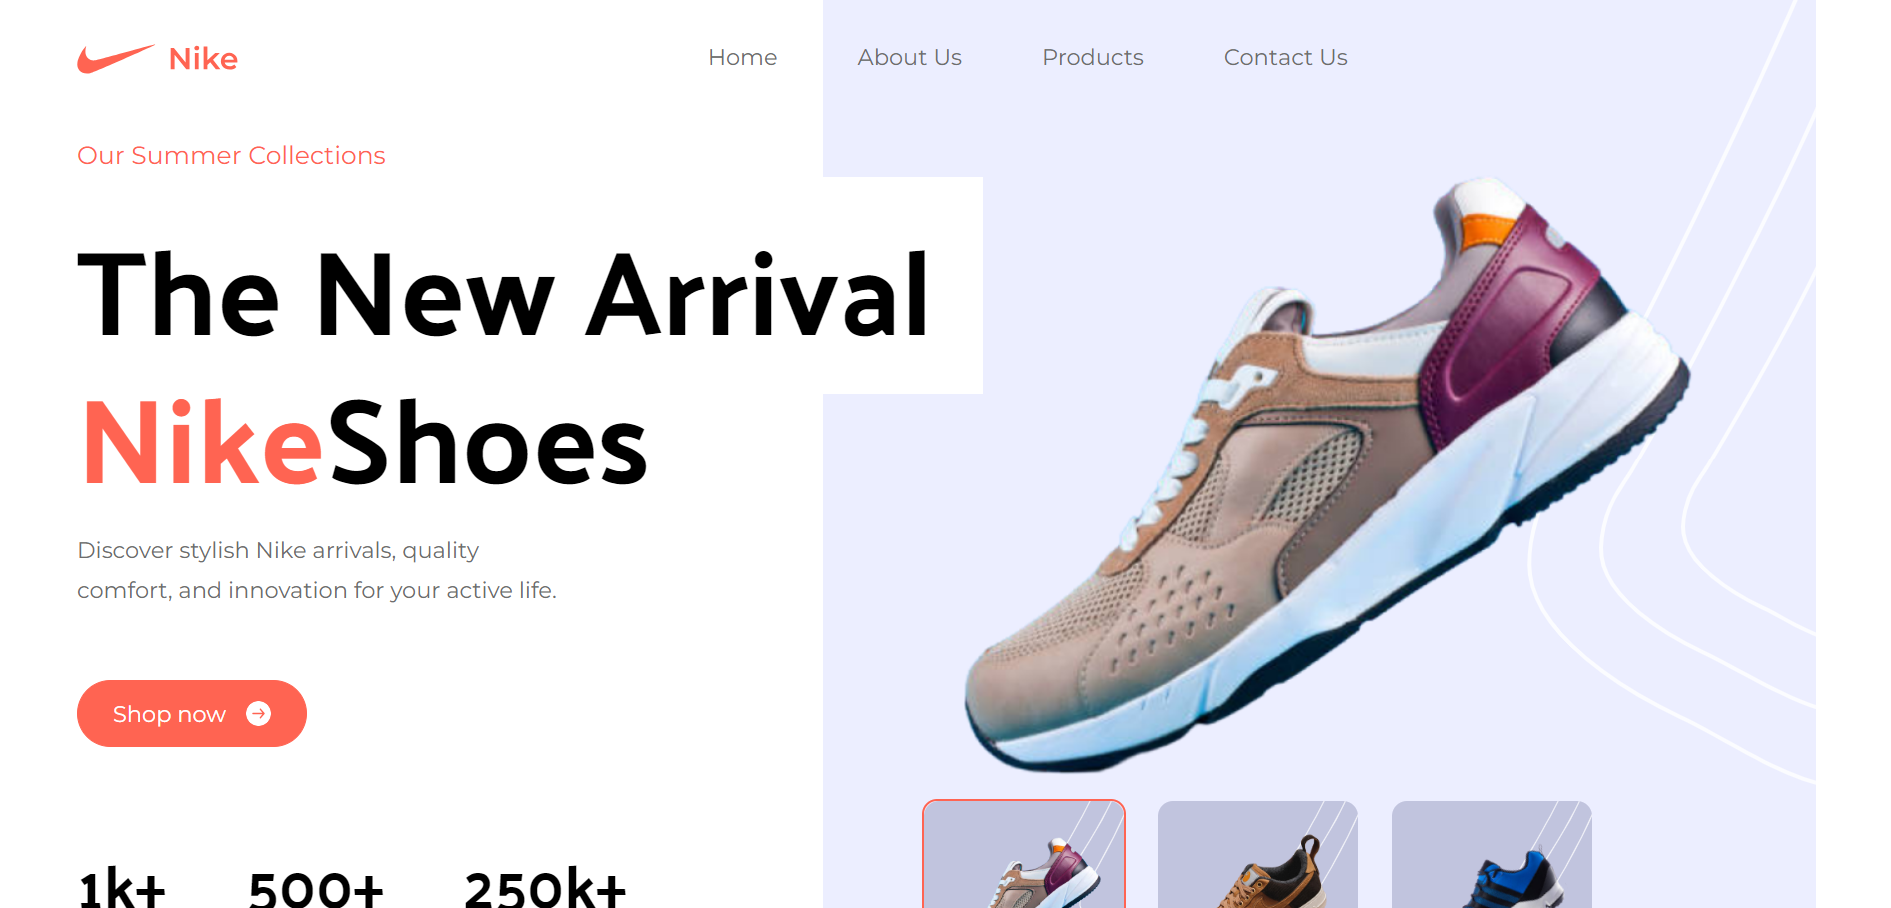 Nike
Home About Us Products Contact Us
Our Summer Collections
The New Arrival
NikeShoes
Discover stylish Nike arrivals, quality
comfort, and innovation for your active life.
Shop now
1k+ 500+ 250k+